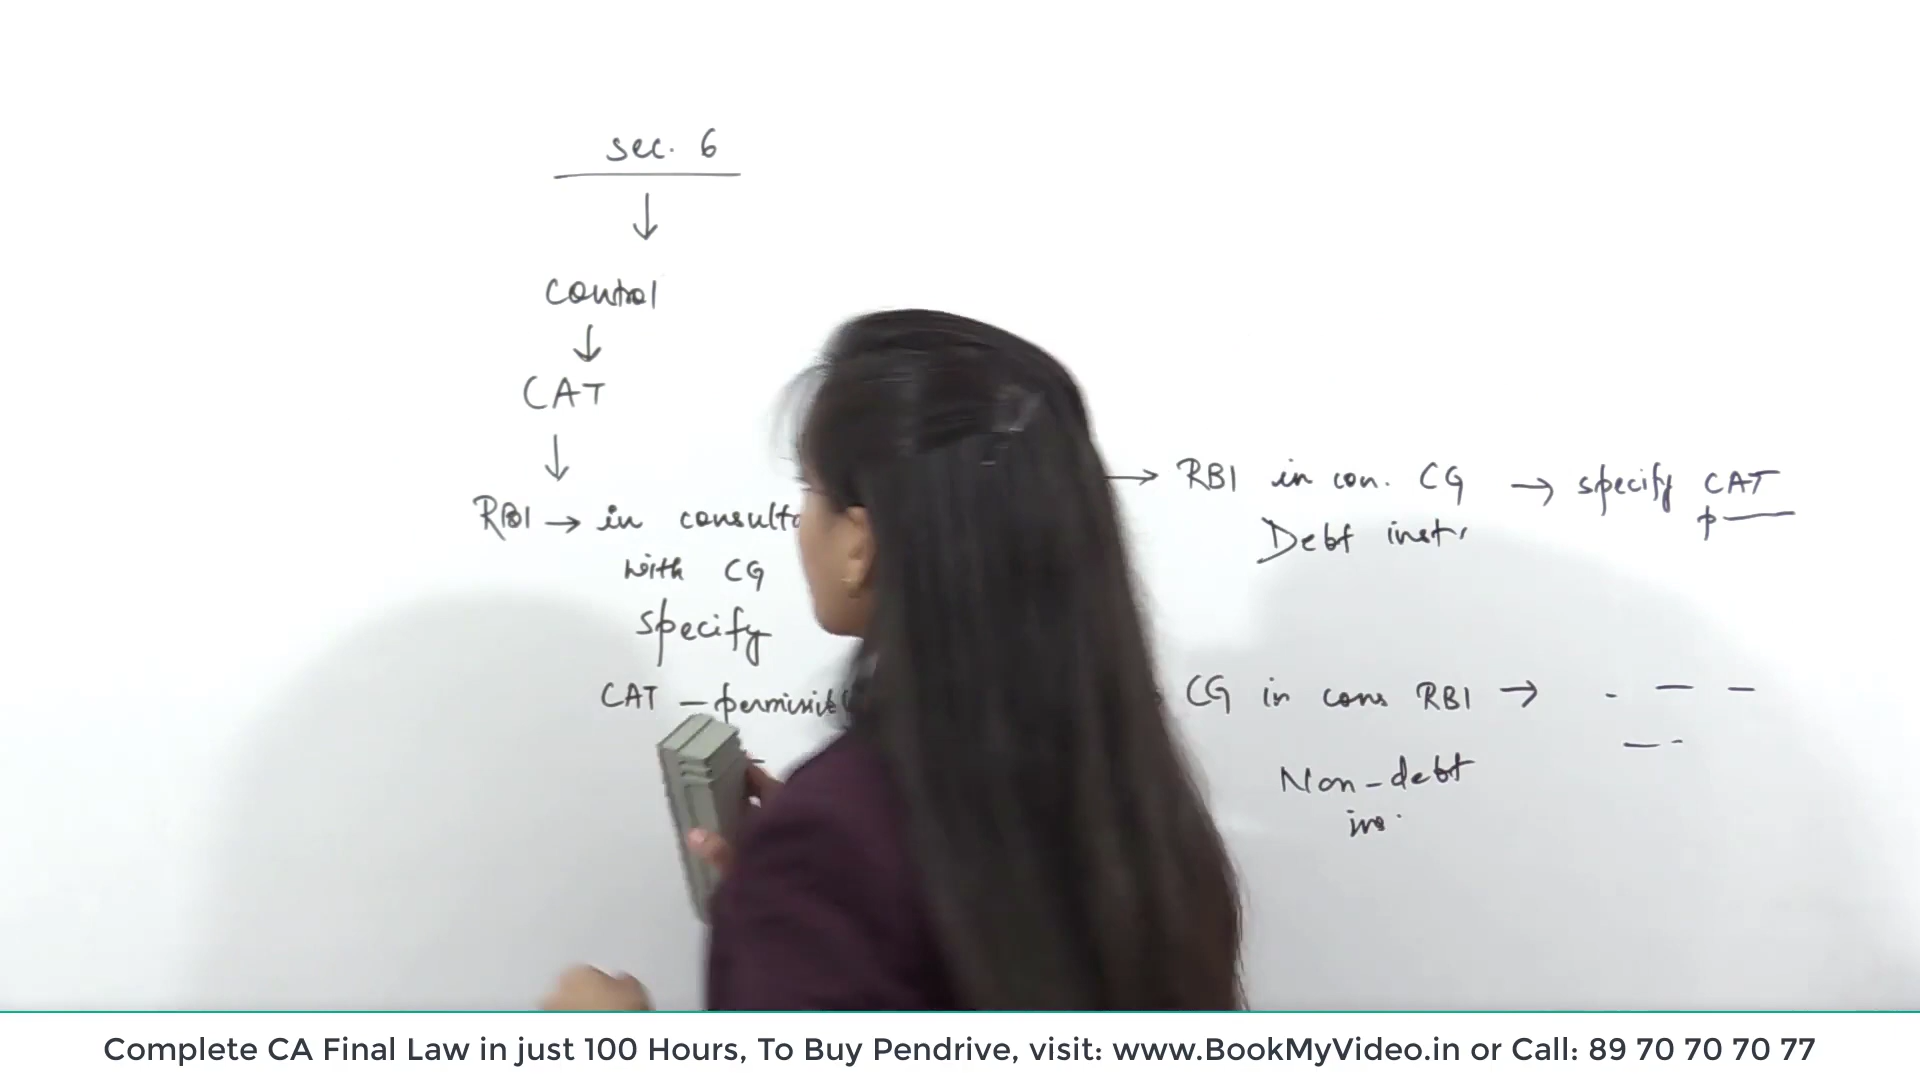 sec. 6
↓
Control
↓
CAT
↓
RBI → in consulta
with CG
specify
CAT – permissible
→ RBI in con. CG → specify CAT
Debt instr
p—
CG in cons RBI → . — —
— -
Non-debt
ins.
Complete CA Final Law in just 100 Hours, To Buy Pendrive, visit: www.BookMyVideo.in or Call: 89 70 70 70 77